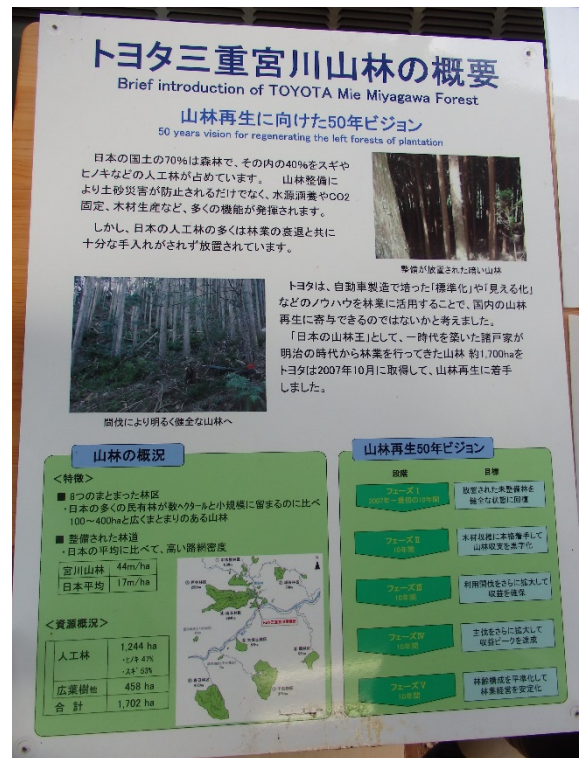 トヨタ三重宮川山林の概要
Brief introduction of TOYOTA Mie Miyagawa Forest
山林再生に向けた50年ビジョン
50 years vision for regenerating the left forests of plantation
日本の国土の70%は森林で、その内の40%をスギや
ヒノキなどの人工林が占めています。 山林整備に
より土砂災害が防止されるだけでなく、水源涵養やCO2
固定、木材生産など、多くの機能が発揮されます。
しかし、日本の人工林の多くは林業の衰退と共に
十分な手入れがされず放置されています。
整備が放置された暗い山林
トヨタは、自動車製造で培った「標準化」や「見える化」
などのノウハウを林業に活用することで、国内の山林
再生に寄与できるのではないかと考えました。
「日本の山林王」として、一時代を築いた諸戸家が
明治の時代から林業を行ってきた山林 約1,700haを
トヨタは2007年10月に取得して、山林再生に着手
しました。
間伐により明るく健全な山林へ
山林の概況
<特徴>
■ 8つのまとまった林区
・日本の多くの民有林が数ヘクタールと小規模に留まるのに比べ
100～400haと広くまとまりのある山林
■ 整備された林道
・日本の平均に比べて、高い路網密度
宮川山林 44m/ha
日本平均 17m/ha
<資源概況>
人工林 1,244 ha
・ヒノキ 47%
・スギ 53%
広葉樹他 458 ha
合計 1,702 ha
山林再生50年ビジョン
段階 目標
フェーズⅠ
2007年～最初の10年間
放置された未整備林を
健全な状態に回復
フェーズⅡ
10年間
木材収穫に本格着手して
山林収支を黒字化
フェーズⅢ
10年間
利用間伐をさらに拡大して
収益を確保
フェーズⅣ
10年間
主伐をさらに拡大して
収益ピークを達成
フェーズⅤ
10年間
林齢構成を平準化して
林業経営を安定化